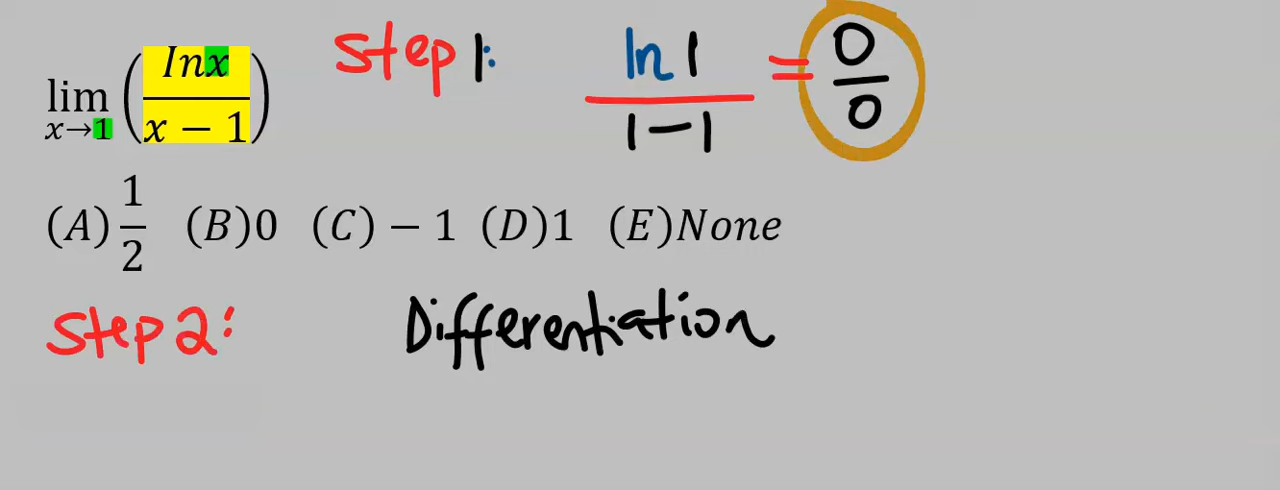 lim x→1 (lnx / x − 1) Step 1: ln 1 / 1 − 1 = 0 / 0
(A) 1/2 (B)0 (C) − 1 (D)1 (E)None
Step 2: Differentiation